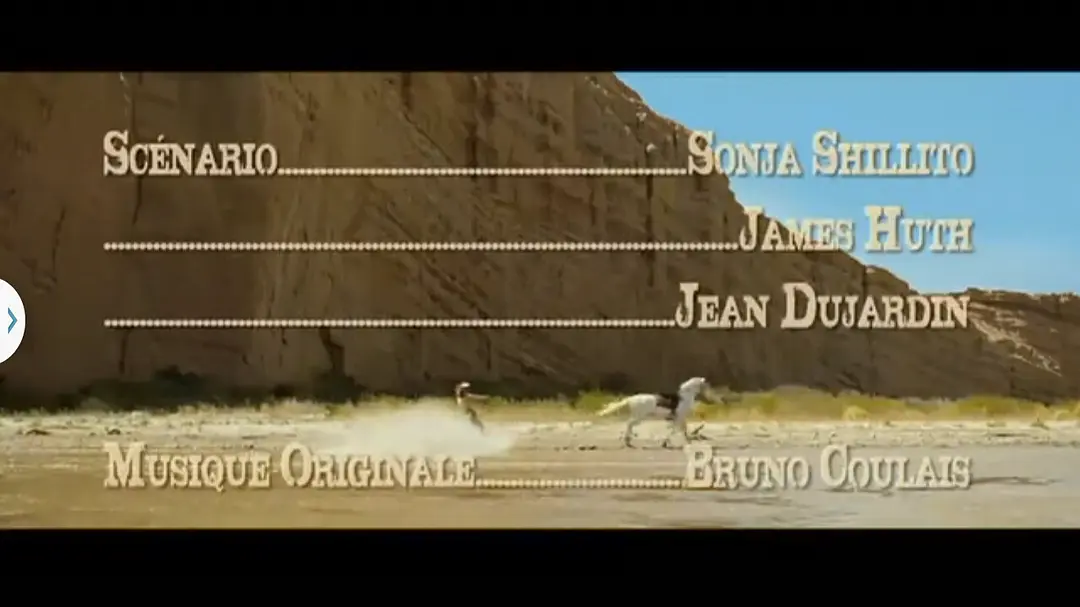 Scénario..................................................Sonja Shillito
..............................................................................James Huth
......................................................................Jean Dujardin
Musique Originale.........................Bruno Coulais